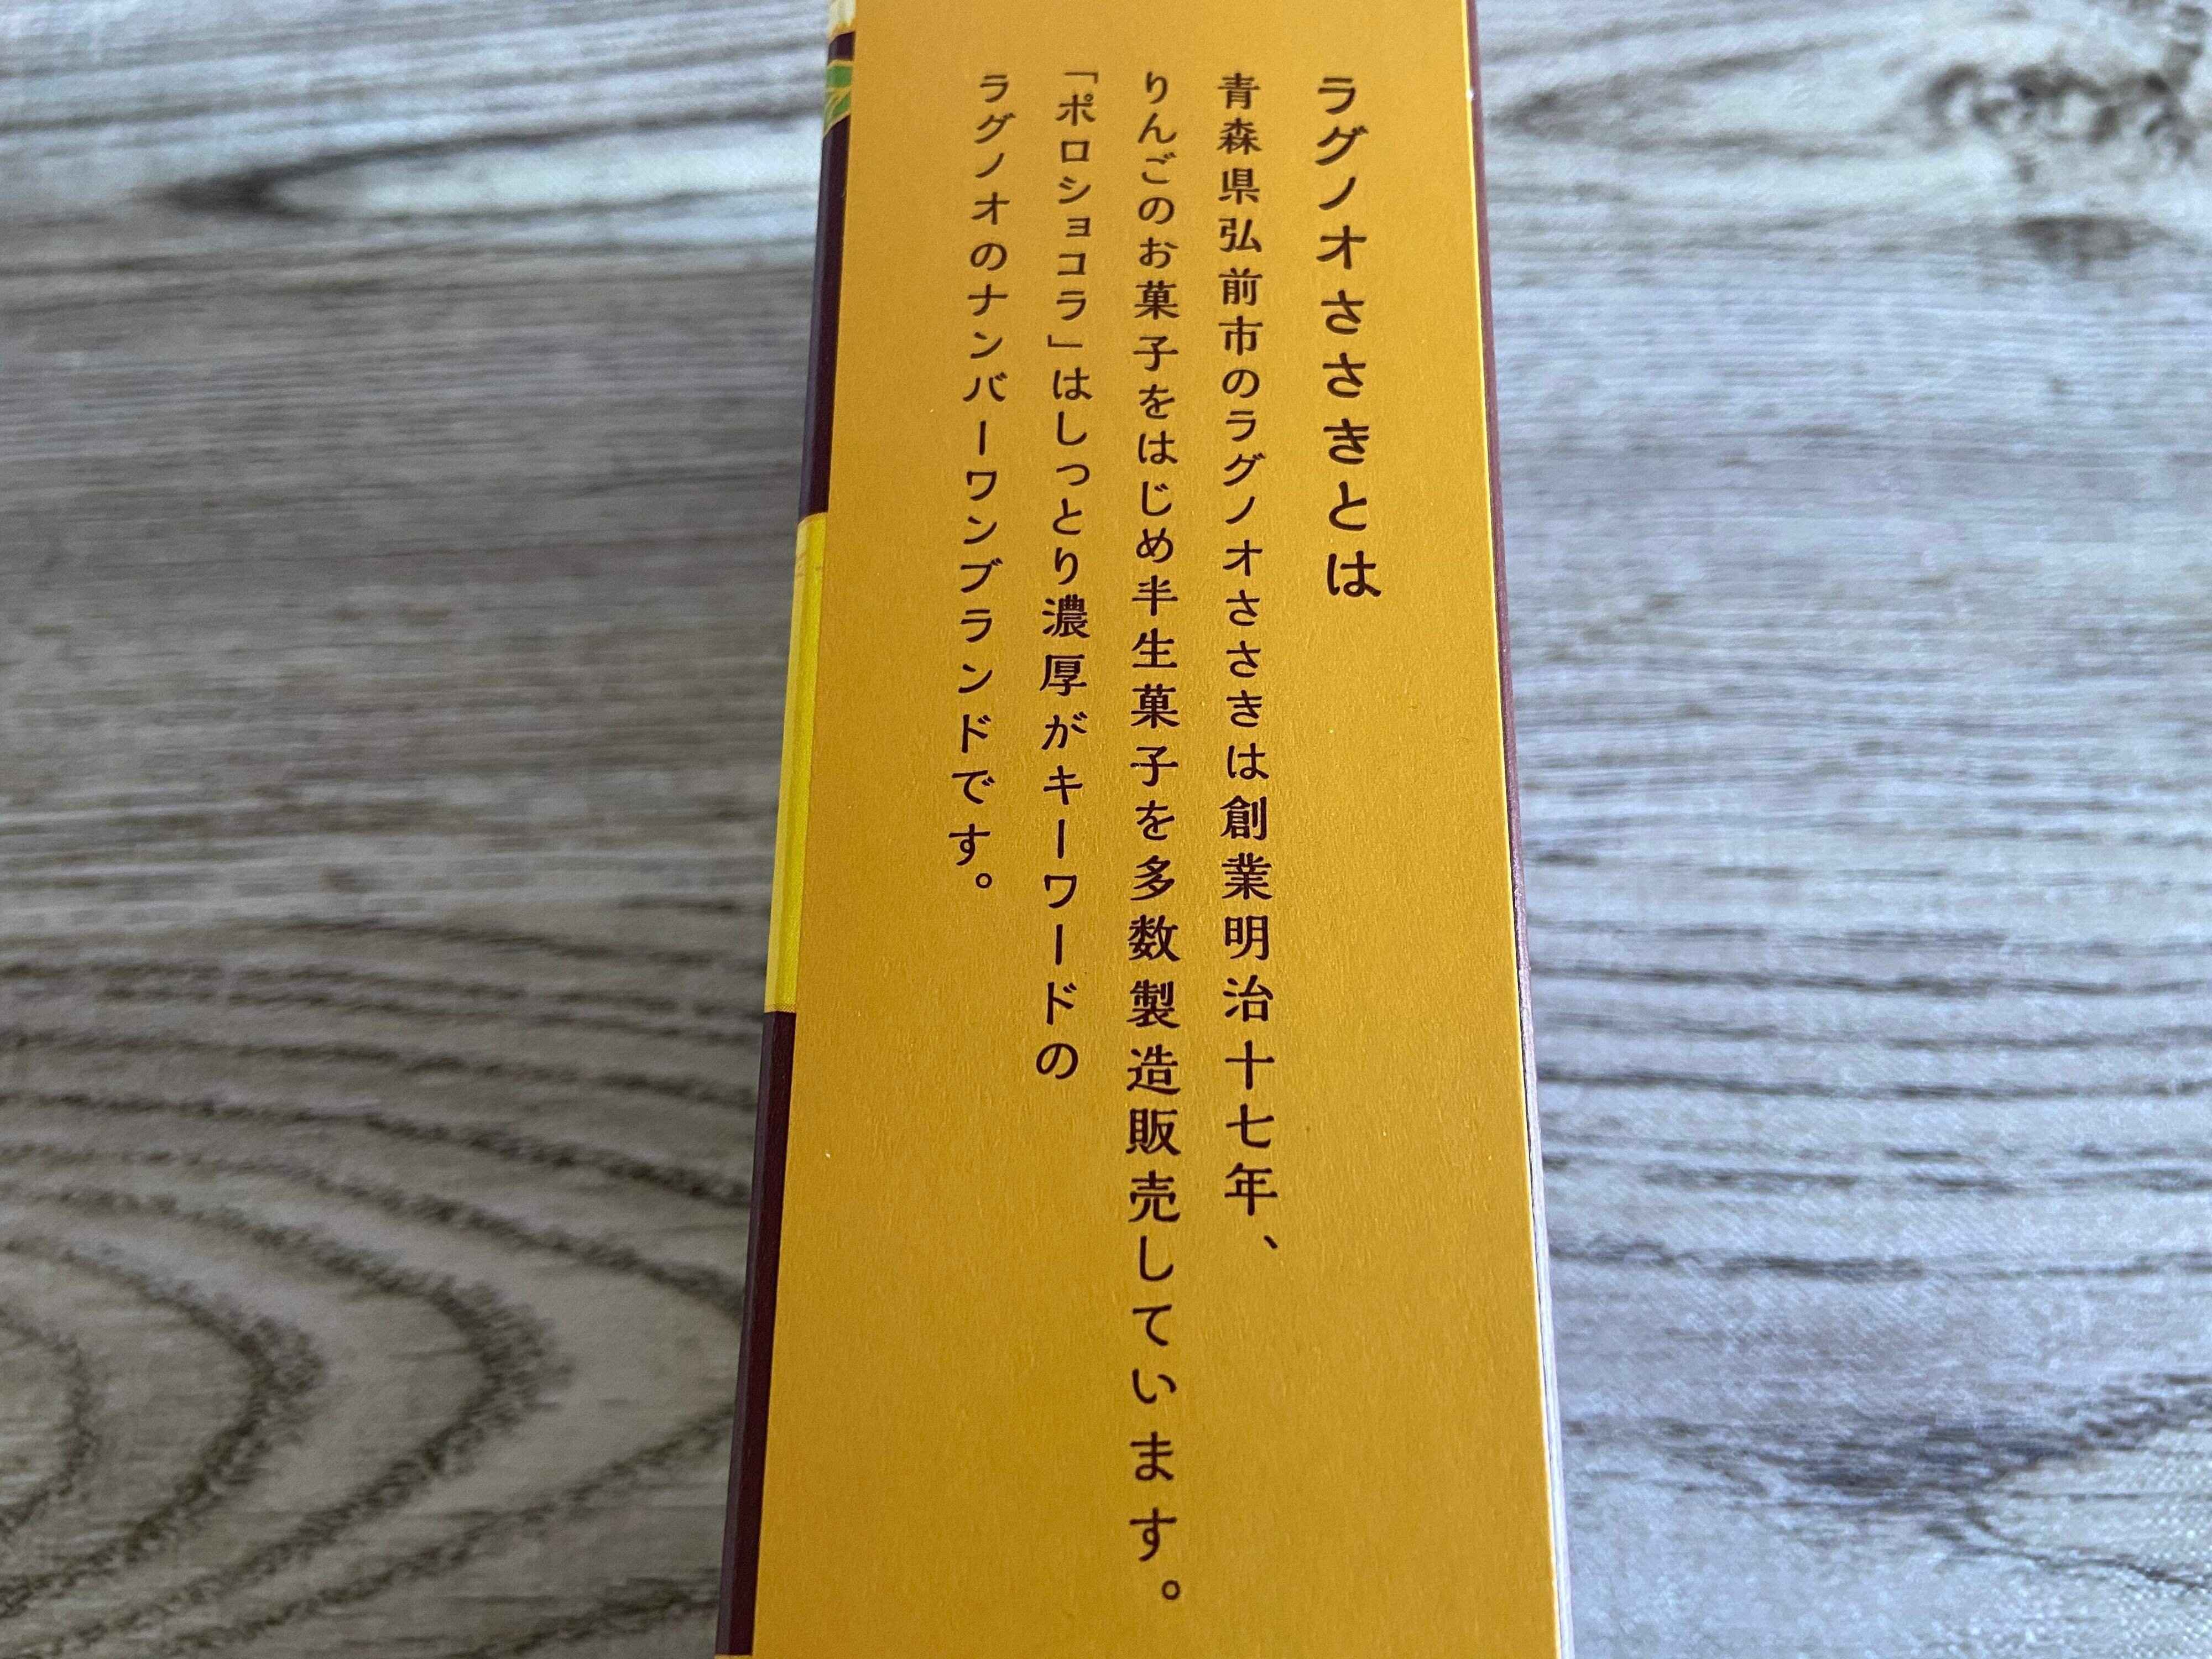 ラグノオささきとは
青森県弘前市のラグノオささきは創業明治十七年、
りんごのお菓子をはじめ半生菓子を多数製造販売しています。
「ポロショコラ」はしっとり濃厚がキーワードの
ラグノオのナンバーワンブランドです。